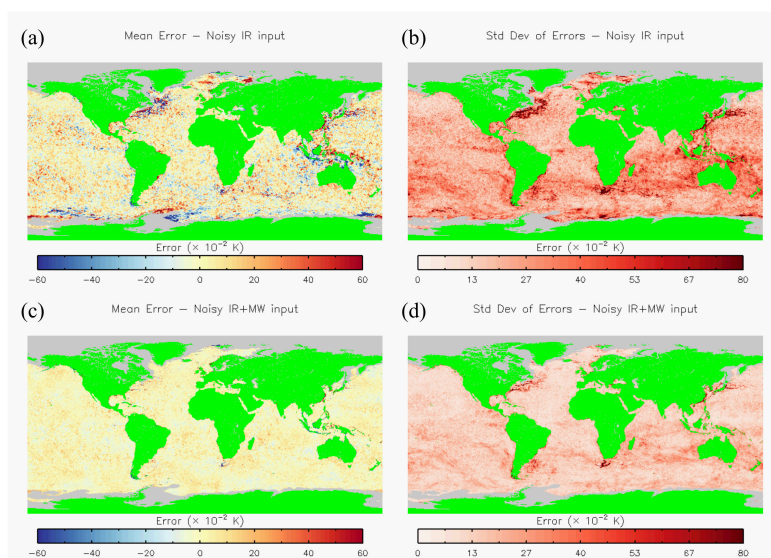 (a) Mean Error – Noisy IR input
(b) Std Dev of Errors – Noisy IR input
Error (× 10⁻² K)
−60 −40 −20 0 20 40 60
Error (× 10⁻² K)
0 13 27 40 53 67 80
(c) Mean Error – Noisy IR+MW input
(d) Std Dev of Errors – Noisy IR+MW input
Error (× 10⁻² K)
−60 −40 −20 0 20 40 60
Error (× 10⁻² K)
0 13 27 40 53 67 80